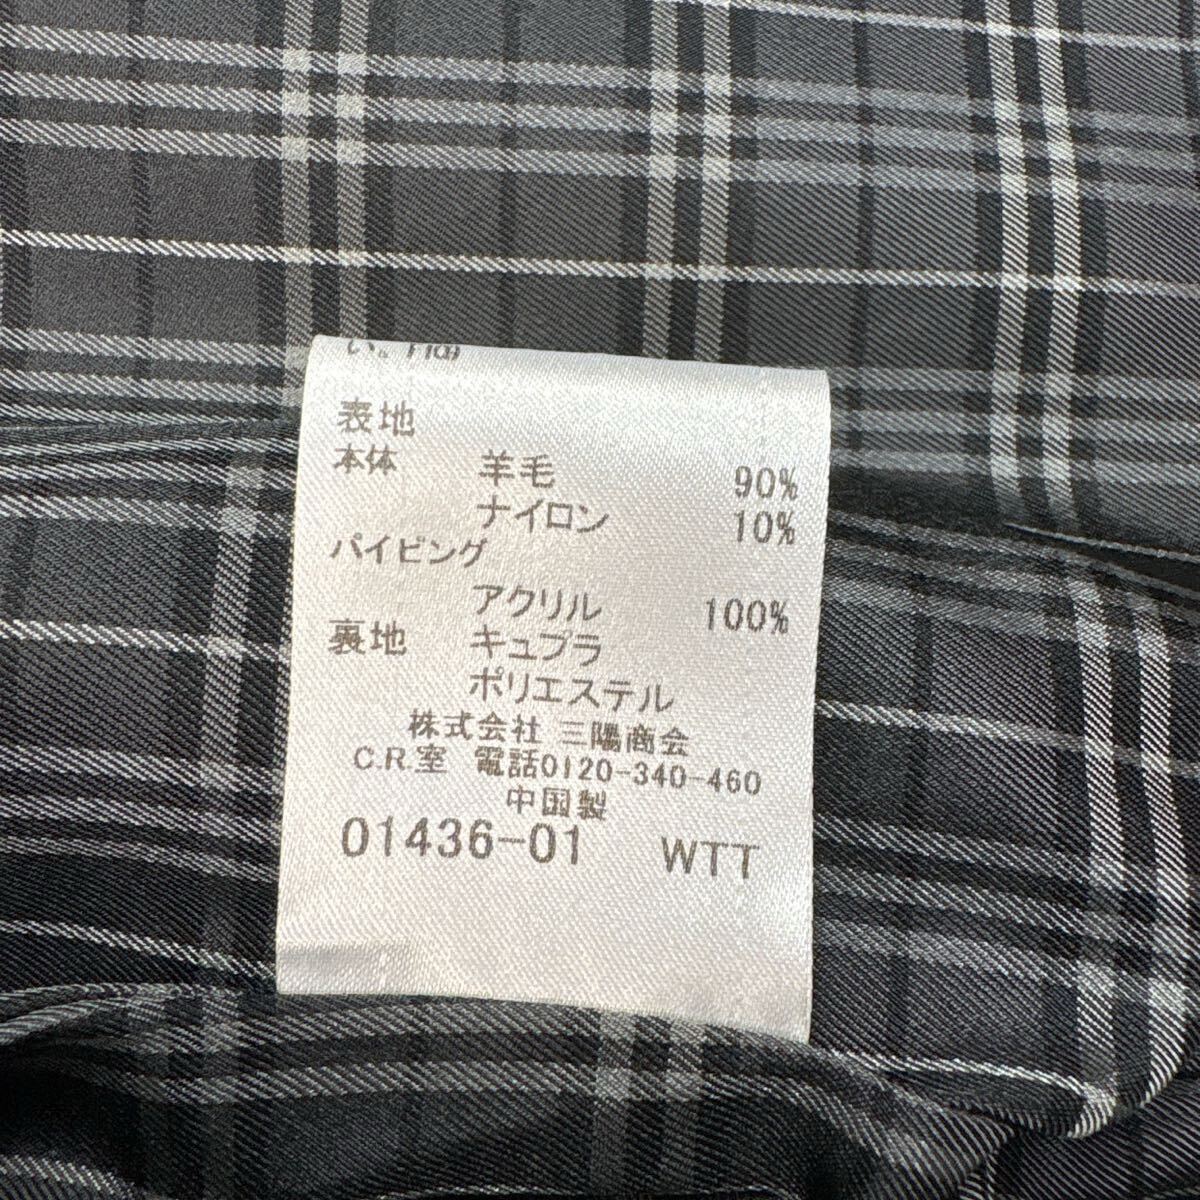 表地
本体 羊毛 90%
ナイロン 10%
パイピング
アクリル 100%
裏地 キュプラ
ポリエステル
株式会社 三陽商会
C.R.室 電話0120-340-460
中国製
01436-01 WTT